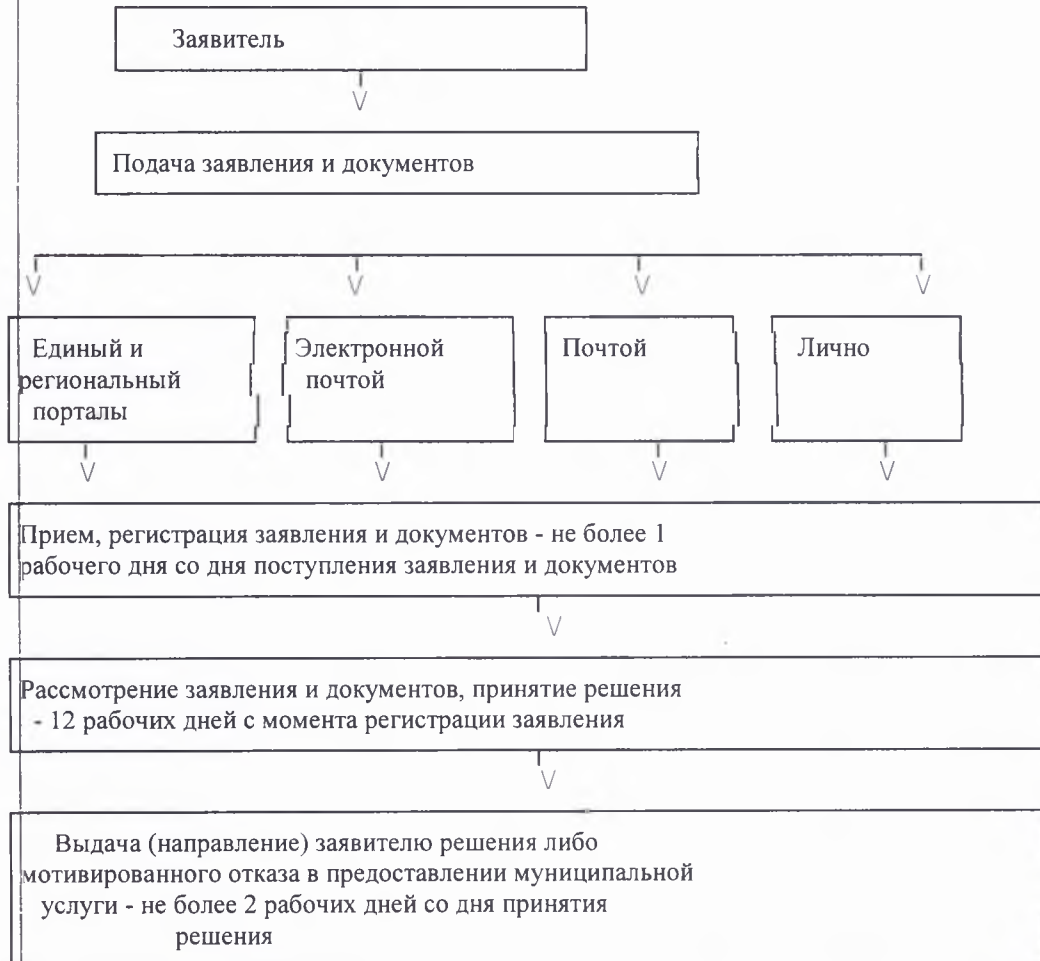 Заявитель
Подача заявления и документов
Единый и
региональный
порталы
Электронной
почтой
Почтой
Лично
Прием, регистрация заявления и документов - не более 1
рабочего дня со дня поступления заявления и документов
Рассмотрение заявления и документов, принятие решения
- 12 рабочих дней с момента регистрации заявления
Выдача (направление) заявителю решения либо
мотивированного отказа в предоставлении муниципальной
услуги - не более 2 рабочих дней со дня принятия
решения